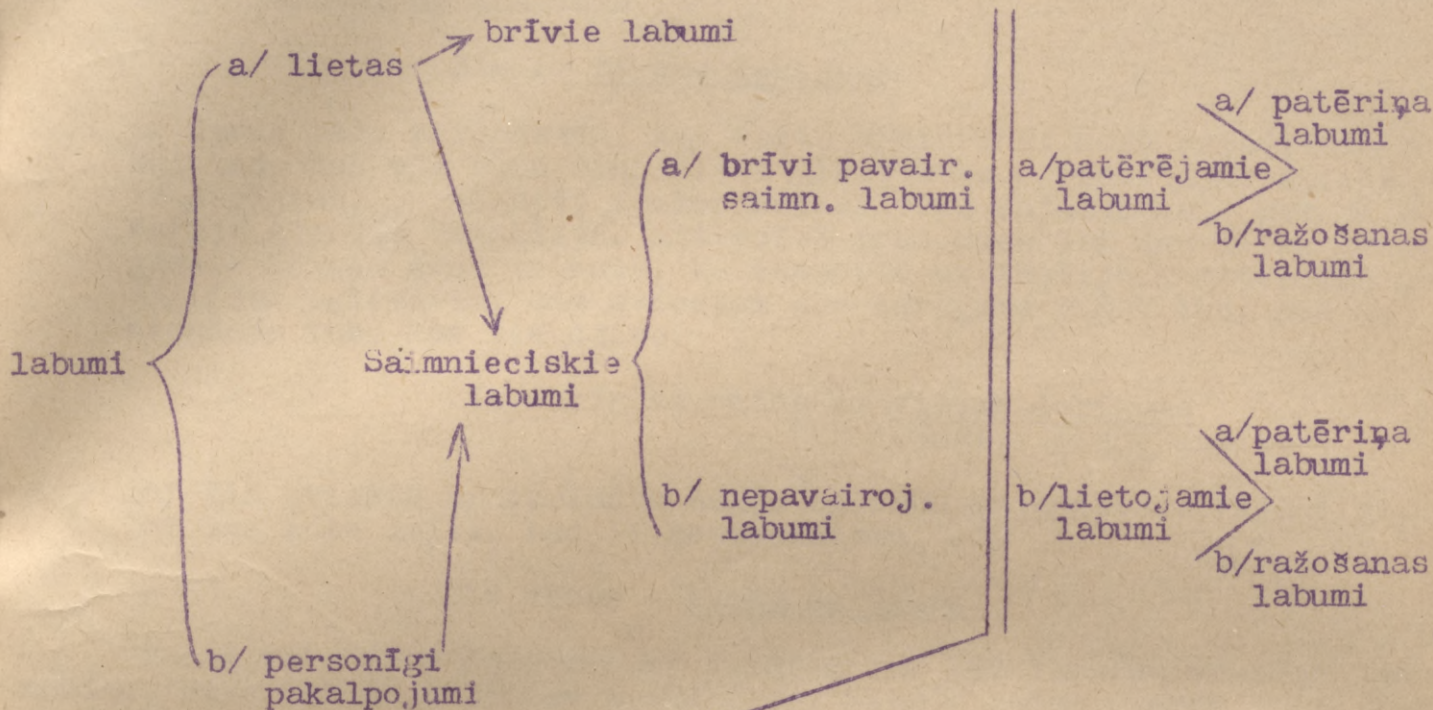 brīvie labumi
a/ lietas
a/ patēriņa
labumi
a/ brīvi pavair.
saimn. labumi
a/patērējamie
labumi
b/ražošanas
labumi
labumi
Saimnieciskie
labumi
a/patēriņa
labumi
b/ nepavairoj.
labumi
b/lietojamie
labumi
b/ražošanas
labumi
b/ personīgi
pakalpojumi